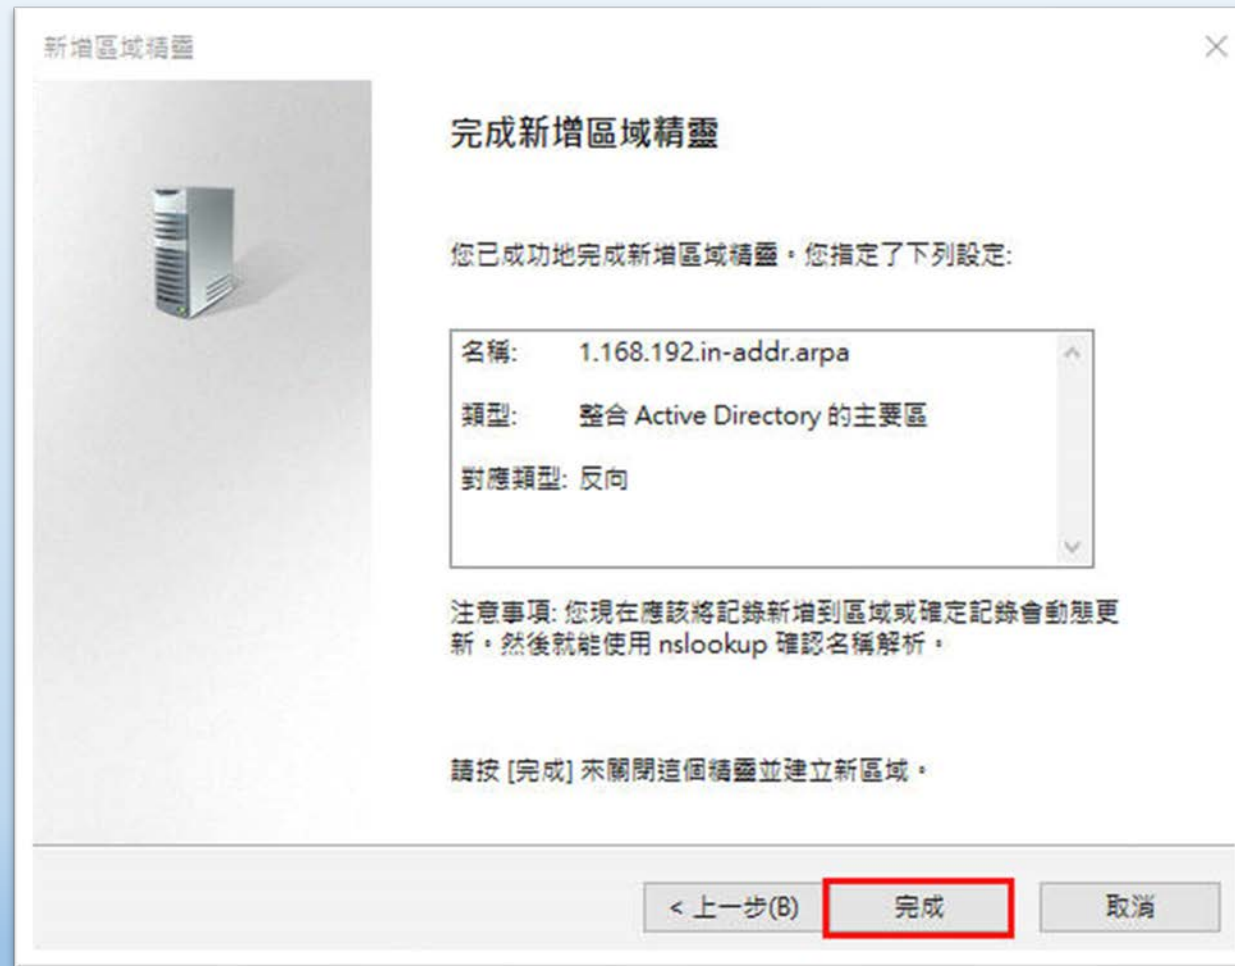 新增區域精靈
完成新增區域精靈
您已成功地完成新增區域精靈。您指定了下列設定:
名稱: 1.168.192.in-addr.arpa
類型: 整合 Active Directory 的主要區
對應類型: 反向
注意事項: 您現在應該將記錄新增到區域或確定記錄會動態更
新。然後就能使用 nslookup 確認名稱解析。
請按 [完成] 來關閉這個精靈並建立新區域。
< 上一步(B) 完成 取消